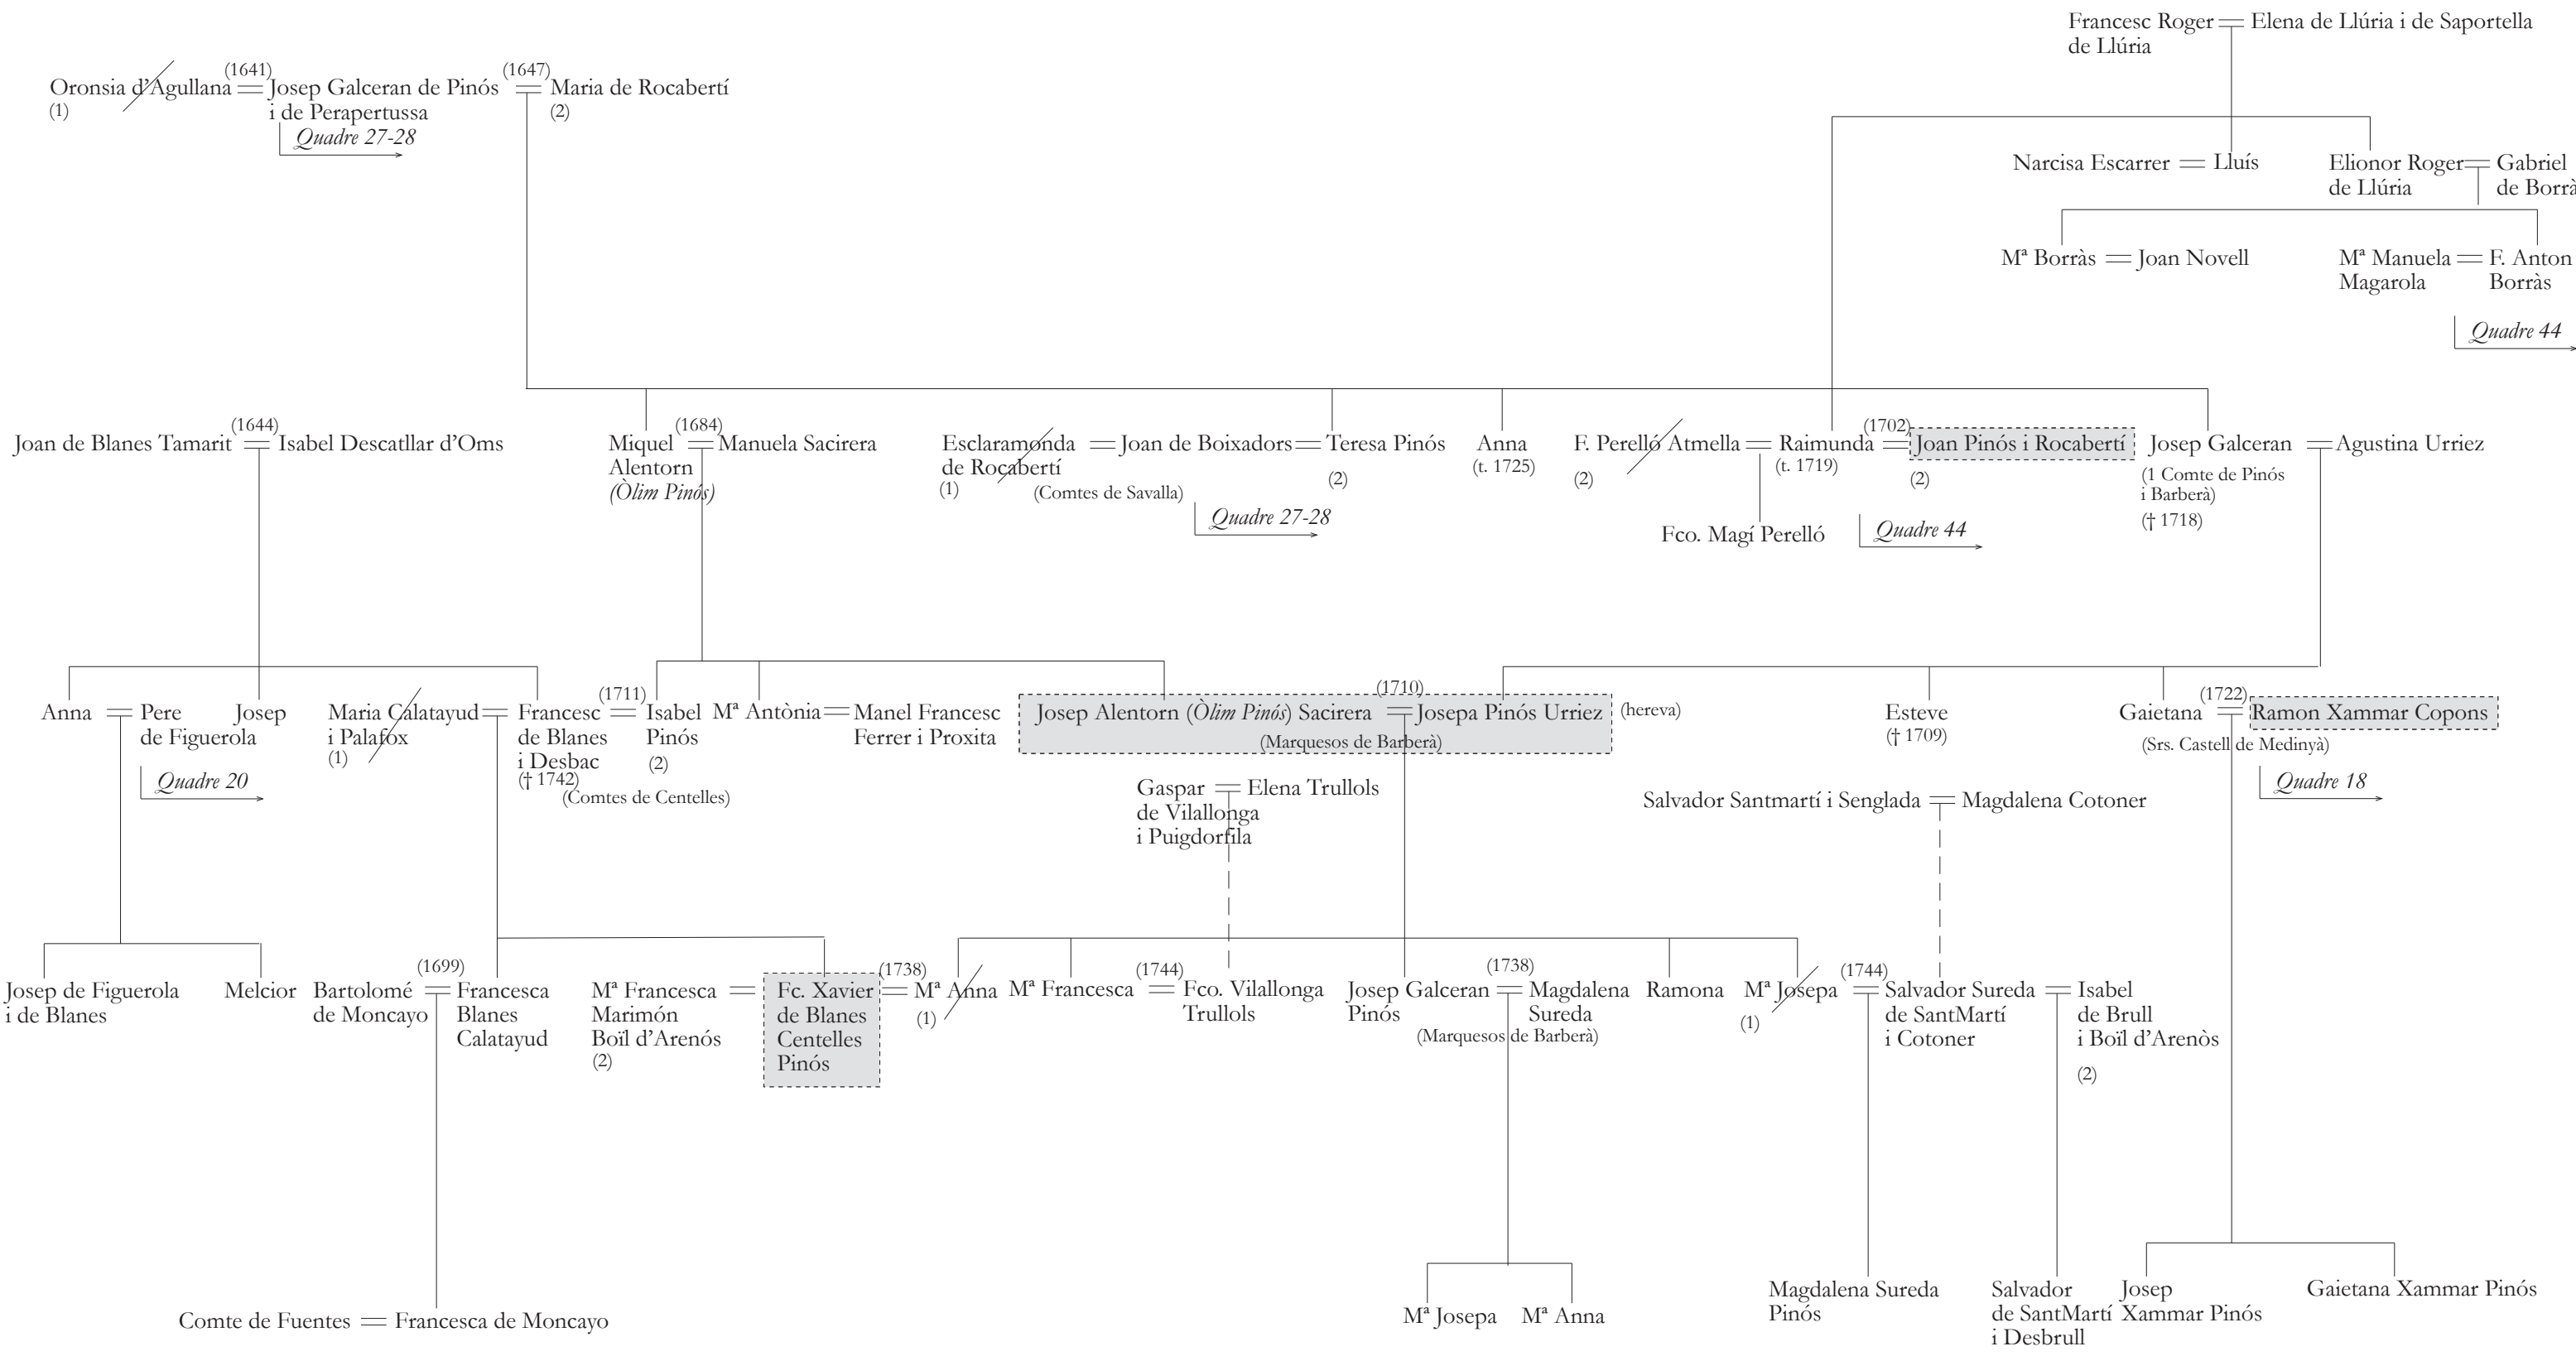 Francesc Roger
de Llúria
Elena de Llúria i de Saportella
(1641)
(1647)
Oronsia d'Agullana
(1)
Josep Galceran de Pinós
i de Perapertussa
Quadre 27-28
Maria de Rocabertí
(2)
Narcisa Escarrer
Lluís
Elionor Roger
de Llúria
Gabriel
de Borrà
Mª Borràs
Joan Novell
Mª Manuela
Magarola
F. Anton
Borràs
Quadre 44
Joan de Blanes Tamarit
(1644)
Isabel Descatllar d'Oms
Miquel
Alentorn
(Òlim Pinós)
(1684)
Manuela Sacirera
Esclaramonda
de Rocabertí
(1)
Joan de Boixadors
(Comtes de Savalla)
Teresa Pinós
(2)
Quadre 27-28
Anna
(t. 1725)
F. Perelló Atmella
(2)
Raimunda
(t. 1719)
(1702)
Joan Pinós i Rocabertí
(2)
Fco. Magí Perelló
Quadre 44
Josep Galceran
(1 Comte de Pinós
i Barberà)
(† 1718)
Agustina Urriez
Anna
Pere
de Figuerola
Quadre 20
Josep
Maria Calatayud
i Palafox
(1)
Francesc
de Blanes
i Desbac
(† 1742)
(1711)
Isabel
Pinós
(2)
(Comtes de Centelles)
Mª Antònia
Manel Francesc
Ferrer i Proxita
Josep Alentorn (Òlim Pinós) Sacirera
(1710)
Josepa Pinós Urriez
(hereva)
(Marquesos de Barberà)
Esteve
(† 1709)
Gaietana
(1722)
Ramon Xammar Copons
(Srs. Castell de Medinyà)
Quadre 18
Gaspar
de Vilallonga
i Puigdorfila
Elena Trullols
Salvador Santmartí i Senglada
Magdalena Cotoner
Josep de Figuerola
i de Blanes
Melcior
Bartolomé
de Moncayo
(1699)
Francesca
Blanes
Calatayud
Mª Francesca
Marimón
Boïl d'Arenós
(2)
Fc. Xavier
de Blanes
Centelles
Pinós
(1738)
Mª Anna
(1)
Mª Francesca
(1744)
Fco. Vilallonga
Trullols
Josep Galceran
Pinós
(1738)
Magdalena
Sureda
(Marquesos de Barberà)
Ramona
Mª Josepa
(1)
(1744)
Salvador Sureda
de SantMartí
i Cotoner
Isabel
de Brull
i Boïl d'Arenòs
(2)
Comte de Fuentes
Francesca de Moncayo
Mª Josepa
Mª Anna
Magdalena Sureda
Pinós
Salvador
de SantMartí
i Desbrull
Josep
Xammar Pinós
Gaietana Xammar Pinós